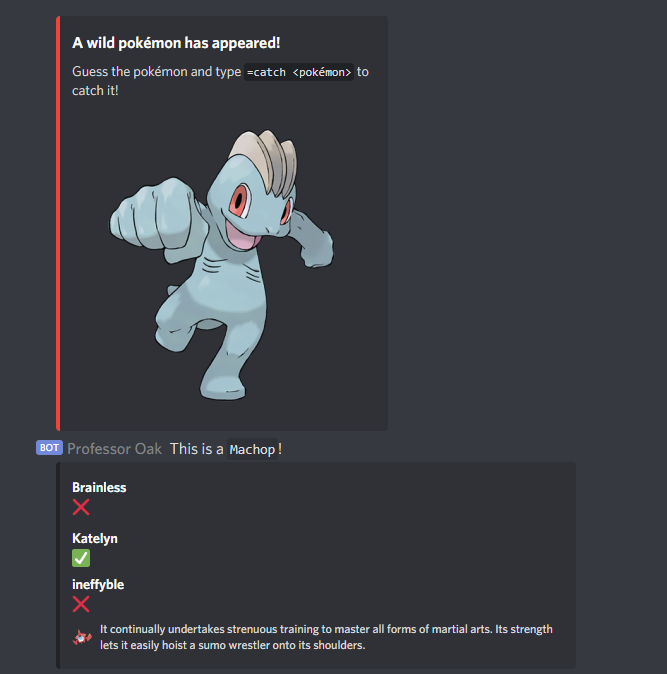 A wild pokémon has appeared!
Guess the pokémon and type =catch <pokémon> to
catch it!
BOT Professor Oak This is a Machop!
Brainless
Katelyn
ineffyble
It continually undertakes strenuous training to master all forms of martial arts. Its strength
lets it easily hoist a sumo wrestler onto its shoulders.